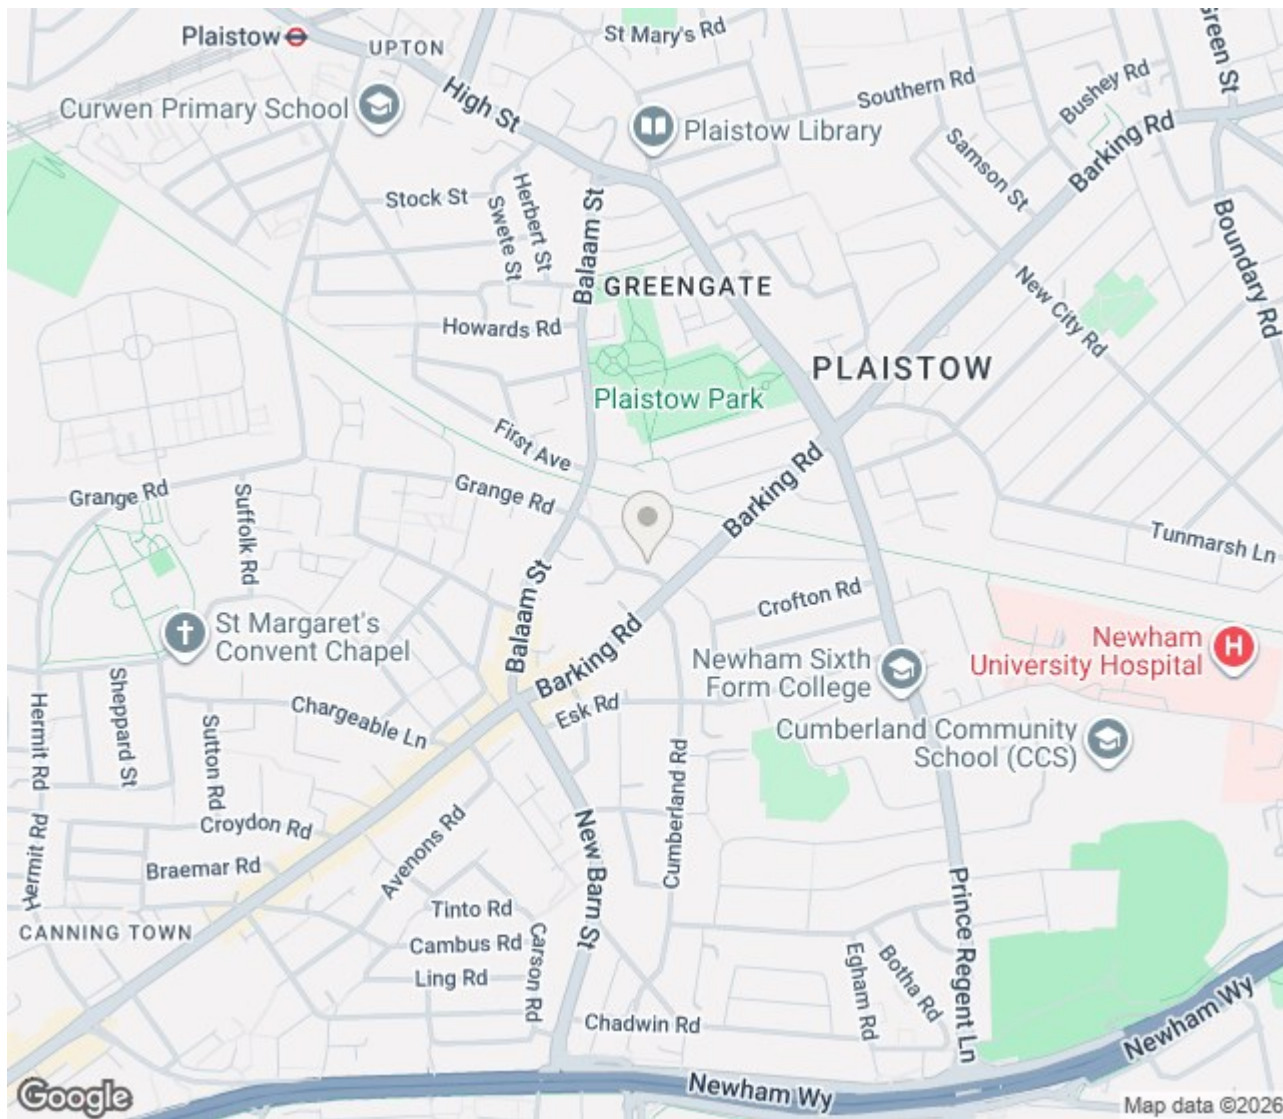 St Mary's Rd
Plaistow
UPTON
Green St
Bushey Rd
Southern Rd
Curwen Primary School
High St
Plaistow Library
Barking Rd
Samson St
Stock St
Herbert St
Swete St
Balaam St
Boundary Rd
GREENGATE
New City Rd
Howards Rd
PLAISTOW
Plaistow Park
First Ave
Grange Rd
Grange Rd
Suffolk Rd
Barking Rd
Tunmarsh Ln
Balaam St
Crofton Rd
St Margaret's
Convent Chapel
Barking Rd
Newham
University Hospital
Newham Sixth
Form College
Sheppard St
Hermit Rd
Chargeable Ln
Esk Rd
Sutton Rd
Cumberland Community
School (CCS)
Cumberland Rd
Croydon Rd
Hermit Rd
Braemar Rd
Avenons Rd
New Barn St
Prince Regent Ln
Tinto Rd
CANNING TOWN
Cambus Rd
Carson Rd
Ling Rd
Egham Rd
Botha Rd
Chadwin Rd
Newham Wy
Newham Wy
Google
Map data ©2026